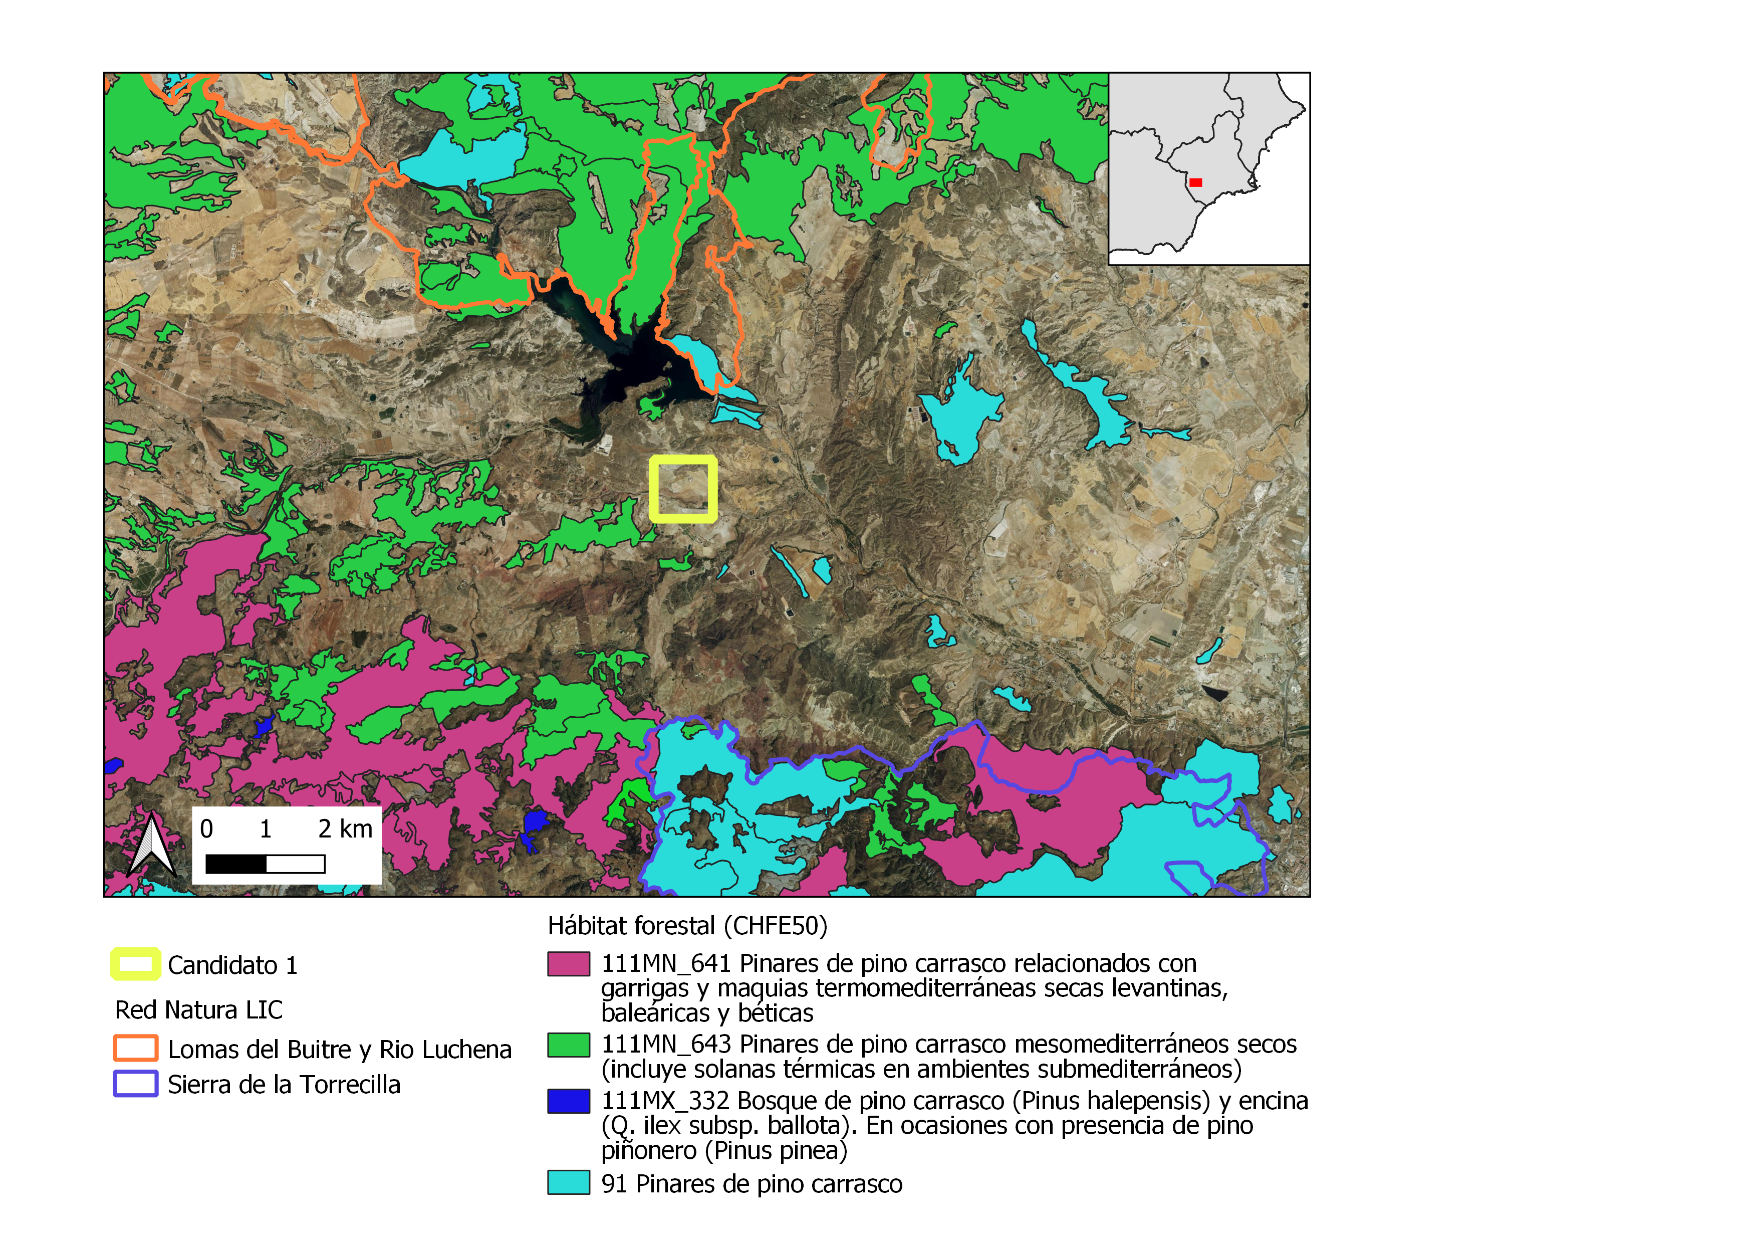 0 1 2 km
Candidato 1
Red Natura LIC
Lomas del Buitre y Rio Luchena
Sierra de la Torrecilla
Hábitat forestal (CHFE50)
111MN_641 Pinares de pino carrasco relacionados con
garrigas y maquias termomediterráneas secas levantinas,
baleáricas y béticas
111MN_643 Pinares de pino carrasco mesomediterráneos secos
(incluye solanas térmicas en ambientes submediterráneos)
111MX_332 Bosque de pino carrasco (Pinus halepensis) y encina
(Q. ilex subsp. ballota). En ocasiones con presencia de pino
piñonero (Pinus pinea)
91 Pinares de pino carrasco